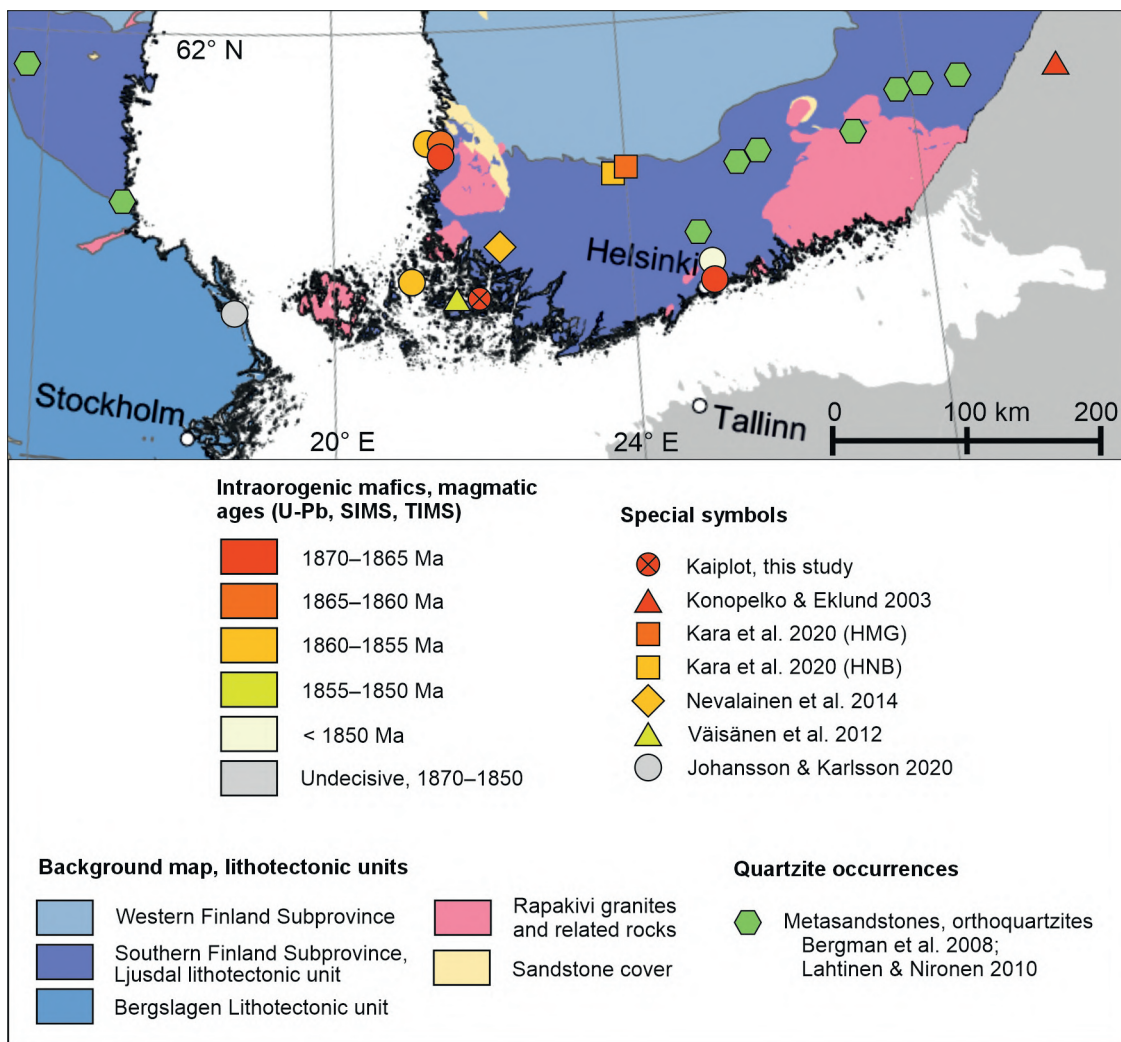 62° N
Helsinki
Stockholm
20° E
24° E
Tallinn
0 100 km 200
Intraorogenic mafics, magmatic
ages (U-Pb, SIMS, TIMS)
1870–1865 Ma
1865–1860 Ma
1860–1855 Ma
1855–1850 Ma
< 1850 Ma
Undecisive, 1870–1850
Special symbols
Kaiplot, this study
Konopelko & Eklund 2003
Kara et al. 2020 (HMG)
Kara et al. 2020 (HNB)
Nevalainen et al. 2014
Väisänen et al. 2012
Johansson & Karlsson 2020
Background map, lithotectonic units
Western Finland Subprovince
Southern Finland Subprovince,
Ljusdal lithotectonic unit
Bergslagen Lithotectonic unit
Rapakivi granites
and related rocks
Sandstone cover
Quartzite occurrences
Metasandstones, orthoquartzites
Bergman et al. 2008;
Lahtinen & Nironen 2010